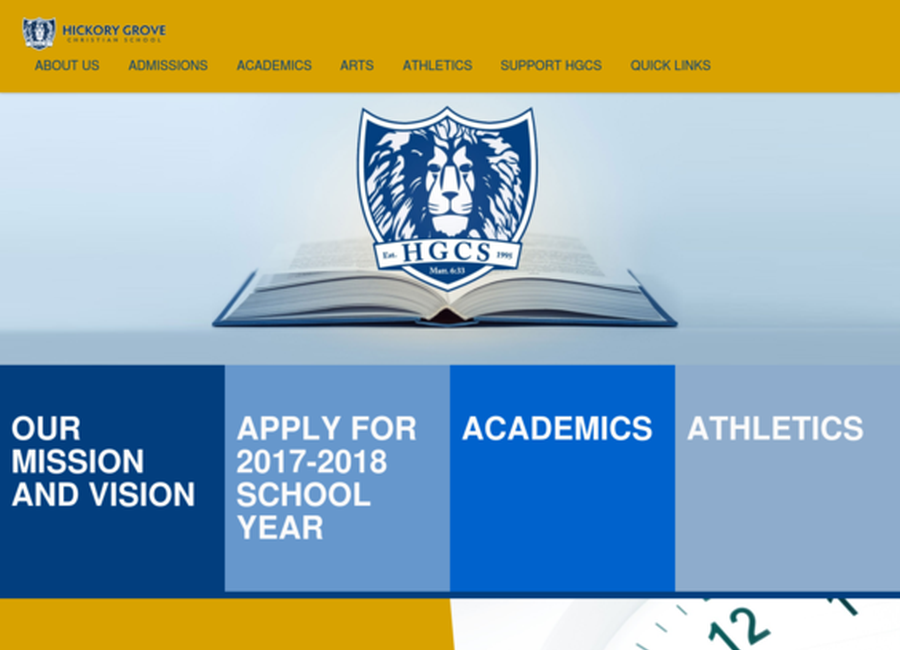 HICKORY GROVE
CHRISTIAN SCHOOL
ABOUT US ADMISSIONS ACADEMICS ARTS ATHLETICS SUPPORT HGCS QUICK LINKS
Est. HGCS 1995
Matt. 6:33
OUR
MISSION
AND VISION
APPLY FOR
2017-2018
SCHOOL
YEAR
ACADEMICS
ATHLETICS
12